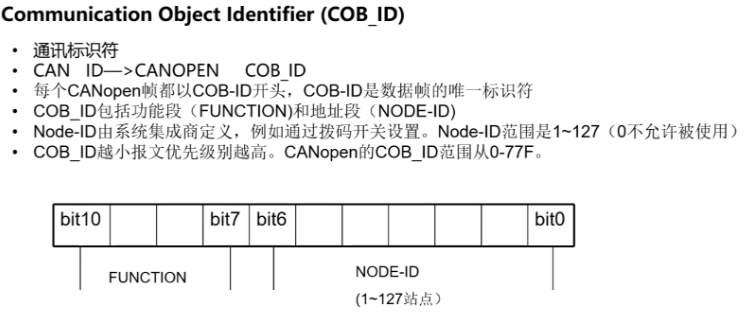 Communication Object Identifier (COB_ID)
• 通讯标识符
• CAN ID—>CANOPEN COB_ID
• 每个CANopen帧都以COB-ID开头，COB-ID是数据帧的唯一标识符
• COB_ID包括功能段（FUNCTION)和地址段（NODE-ID)
• Node-ID由系统集成商定义，例如通过拨码开关设置。Node-ID范围是1~127（0不允许被使用）
• COB_ID越小报文优先级别越高。CANopen的COB_ID范围从0-77F。
bit10 bit7 bit6 bit0
FUNCTION NODE-ID
(1~127站点）